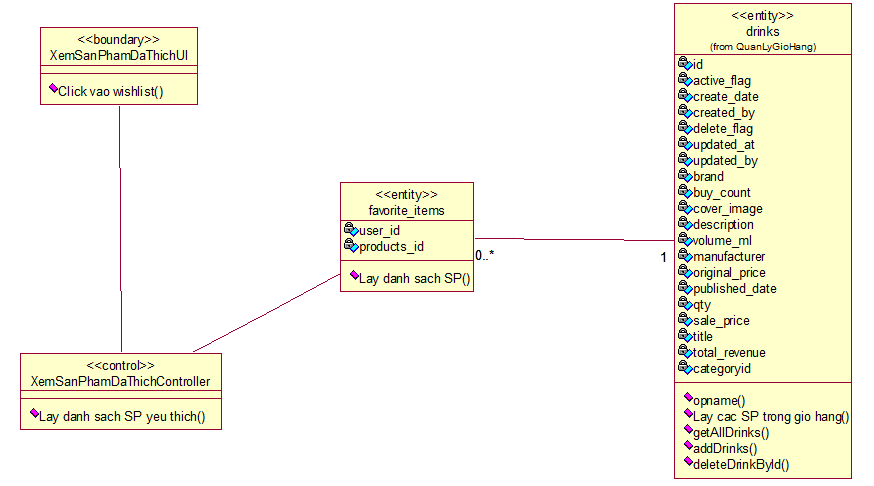 <<boundary>>
XemSanPhamDaThichUI
Click vao wishlist()
<<control>>
XemSanPhamDaThichController
Lay danh sach SP yeu thich()
<<entity>>
favorite_items
user_id
products_id
Lay danh sach SP()
0..*
1
<<entity>>
drinks
(from QuanLyGioHang)
id
active_flag
create_date
created_by
delete_flag
updated_at
updated_by
brand
buy_count
cover_image
description
volume_ml
manufacturer
original_price
published_date
qty
sale_price
title
total_revenue
categoryid
opname()
Lay cac SP trong gio hang()
getAllDrinks()
addDrinks()
deleteDrinkById()